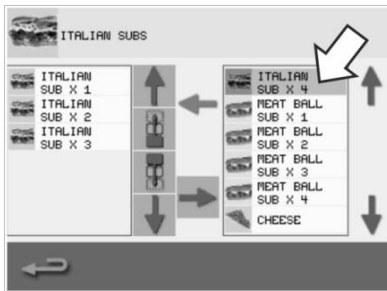 ITALIAN SUBS
ITALIAN
SUB X 1
ITALIAN
SUB X 2
ITALIAN
SUB X 3
ITALIAN
SUB X 4
MEAT BALL
SUB X 1
MEAT BALL
SUB X 2
MEAT BALL
SUB X 3
MEAT BALL
SUB X 4
CHEESE